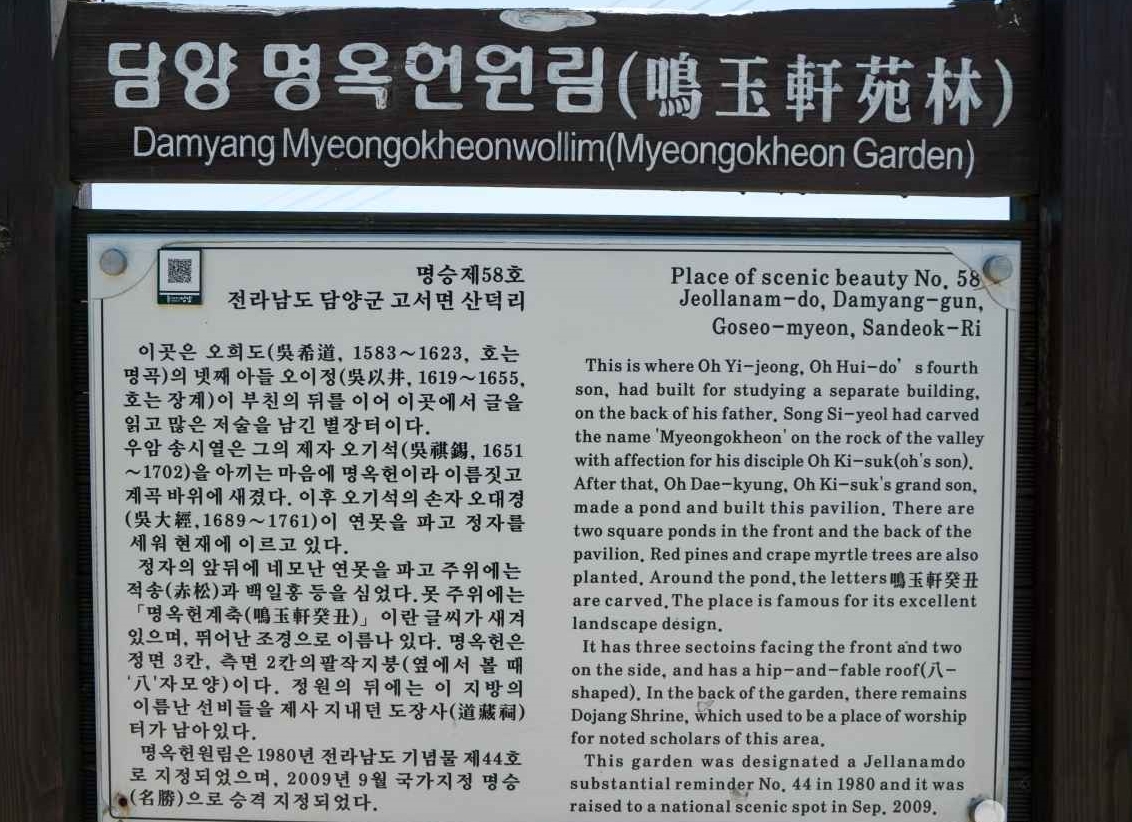 담양 명옥헌원림(鳴玉軒苑林)
Damyang Myeongokheonwollim(Myeongokheon Garden)
명승제58호
전라남도 담양군 고서면 산덕리
이곳은 오희도(吳希道, 1583~1623, 호는
명곡)의 넷째 아들 오이정(吳以井, 1619~1655,
호는 장계)이 부친의 뒤를 이어 이곳에서 글을
읽고 많은 저술을 남긴 별장터이다.
우암 송시열은 그의 제자 오기석(吳祺錫, 1651
~1702)을 아끼는 마음에 명옥헌이라 이름짓고
계곡 바위에 새겼다. 이후 오기석의 손자 오대경
(吳大經,1689~1761)이 연못을 파고 정자를
세워 현재에 이르고 있다.
정자의 앞뒤에 네모난 연못을 파고 주위에는
적송(赤松)과 백일홍 등을 심었다. 못 주위에는
「명옥헌계축(鳴玉軒癸丑)」이란 글씨가 새겨
있으며, 뛰어난 조경으로 이름나 있다. 명옥헌은
정면 3칸, 측면 2칸의팔작지붕(옆에서 볼 때
'八'자모양)이다. 정원의 뒤에는 이 지방의
이름난 선비들을 제사 지내던 도장사(道藏祠)
터가 남아있다.
명옥헌원림은 1980년 전라남도 기념물 제44호
로 지정되었으며, 2009년 9월 국가지정 명승
(名勝)으로 승격 지정되었다.
Place of scenic beauty No. 58
Jeollanam-do, Damyang-gun,
Goseo-myeon, Sandeok-Ri
This is where Oh Yi-jeong, Oh Hui-do's fourth
son, had built for studying a separate building,
on the back of his father. Song Si-yeol had carved
the name 'Myeongokheon' on the rock of the valley
with affection for his disciple Oh Ki-suk(oh's son).
After that, Oh Dae-kyung, Oh Ki-suk's grand son,
made a pond and built this pavilion. There are
two square ponds in the front and the back of the
pavilion. Red pines and crape myrtle trees are also
planted. Around the pond, the letters 鳴玉軒癸丑
are carved. The place is famous for its excellent
landscape design.
It has three sectoins facing the front and two
on the side, and has a hip-and-fable roof(八-
shaped). In the back of the garden, there remains
Dojang Shrine, which used to be a place of worship
for noted scholars of this area.
This garden was designated a Jellanamdo
substantial reminder No. 44 in 1980 and it was
raised to a national scenic spot in Sep. 2009.